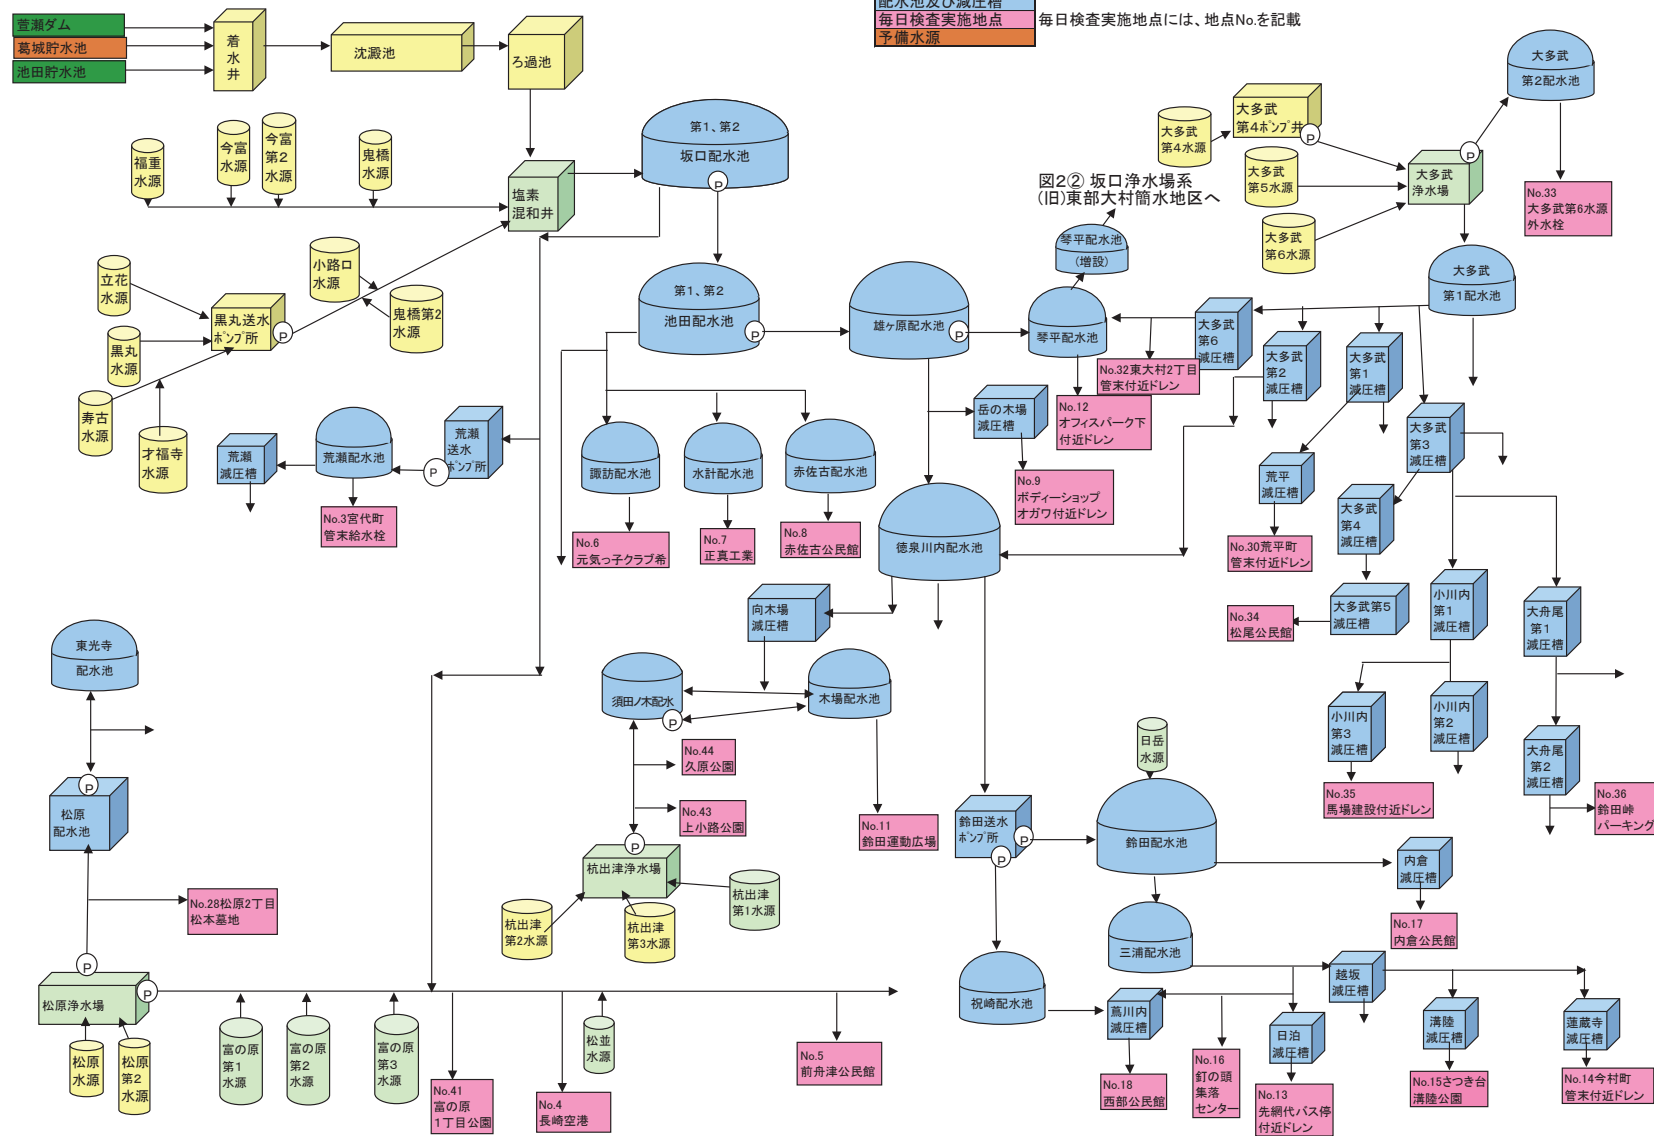 配水池及び減圧槽
毎日検査実施地点
毎日検査実施地点には、地点No.を記載
予備水源
萱瀬ダム
葛城貯水池
池田貯水池
着
水
井
沈澱池
ろ過池
福重
水源
今富
水源
今富
第2
水源
鬼橋
水源
塩素
混和井
第1、第2
坂口配水池
P
小路口
水源
鬼橋第2
水源
立花
水源
黒丸
水源
寿古
水源
才福寺
水源
黒丸送水
ポンプ所
P
第1、第2
池田配水池
P
雄ヶ原配水池
P
図2② 坂口浄水場系
(旧)東部大村簡水地区へ
琴平配水池
(増設)
琴平配水池
大多武
第4水源
大多武
第4ポンプ井
P
大多武
第5水源
大多武
第6水源
大多武
浄水場
P
大多武
第2配水池
No.33
大多武第6水源
外水栓
大多武
第1配水池
大多武
第6
減圧槽
大多武
第2
減圧槽
大多武
第1
減圧槽
大多武
第3
減圧槽
No.32東大村2丁目
管末付近ドレン
No.12
オフィスパーク下
付近ドレン
岳の木場
減圧槽
No.9
ボディーショップ
オガワ付近ドレン
荒平
減圧槽
No.30荒平町
管末付近ドレン
大多武
第4
減圧槽
大多武第5
減圧槽
No.34
松尾公民館
小川内
第1
減圧槽
小川内
第2
減圧槽
小川内
第3
減圧槽
No.35
馬場建設付近ドレン
大舟尾
第1
減圧槽
大舟尾
第2
減圧槽
No.36
鈴田峠
パーキング
荒瀬
送水
ポンプ所
P
荒瀬配水池
荒瀬
減圧槽
No.3宮代町
管末給水栓
諏訪配水池
水計配水池
赤佐古配水池
No.6
元気っ子クラブ希
No.7
正真工業
No.8
赤佐古公民館
徳泉川内配水池
向木場
減圧槽
須田ノ木配水
P
木場配水池
No.44
久原公園
No.43
上小路公園
No.11
鈴田運動広場
P
杭出津浄水場
杭出津
第2水源
杭出津
第3水源
杭出津
第1水源
東光寺
配水池
P
松原
配水池
No.28松原2丁目
松本墓地
P
松原浄水場
P
松原
水源
松原
第2
水源
富の原
第1
水源
富の原
第2
水源
富の原
第3
水源
No.41
富の原
1丁目公園
No.4
長崎空港
松並
水源
No.5
前舟津公民館
日岳
水源
鈴田送水
ポンプ所
P
P
鈴田配水池
内倉
減圧槽
No.17
内倉公民館
三浦配水池
祝崎配水池
蔦川内
減圧槽
No.18
西部公民館
No.16
釘の頭
集落
センター
日泊
減圧槽
No.13
先網代バス停
付近ドレン
越坂
減圧槽
溝陸
減圧槽
No.15さつき台
溝陸公園
蓮蔵寺
減圧槽
No.14今村町
管末付近ドレン